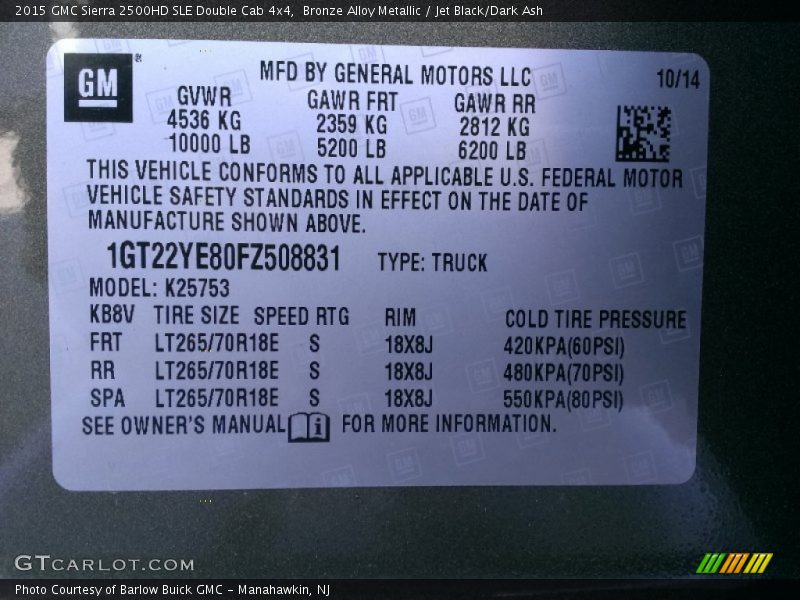 2015 GMC Sierra 2500HD SLE Double Cab 4x4, Bronze Alloy Metallic / Jet Black/Dark Ash
GM ®
MFD BY GENERAL MOTORS LLC 10/14
GVWR GAWR FRT GAWR RR
4536 KG 2359 KG 2812 KG
10000 LB 5200 LB 6200 LB
THIS VEHICLE CONFORMS TO ALL APPLICABLE U.S. FEDERAL MOTOR
VEHICLE SAFETY STANDARDS IN EFFECT ON THE DATE OF
MANUFACTURE SHOWN ABOVE.
1GT22YE80FZ508831 TYPE: TRUCK
MODEL: K25753
KB8V TIRE SIZE SPEED RTG RIM COLD TIRE PRESSURE
FRT LT265/70R18E S 18X8J 420KPA(60PSI)
RR LT265/70R18E S 18X8J 480KPA(70PSI)
SPA LT265/70R18E S 18X8J 550KPA(80PSI)
SEE OWNER'S MANUAL i FOR MORE INFORMATION.
GTCARLOT.COM
Photo Courtesy of Barlow Buick GMC – Manahawkin, NJ